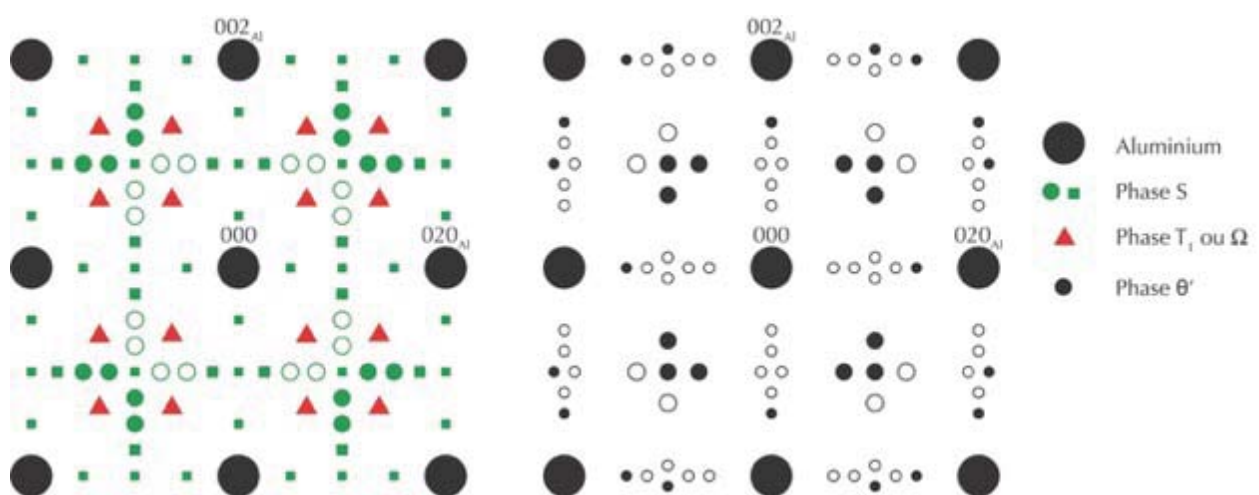 002Al 002Al
000 020Al 000 020Al
Aluminium
Phase S
Phase T1 ou Ω
Phase θ'